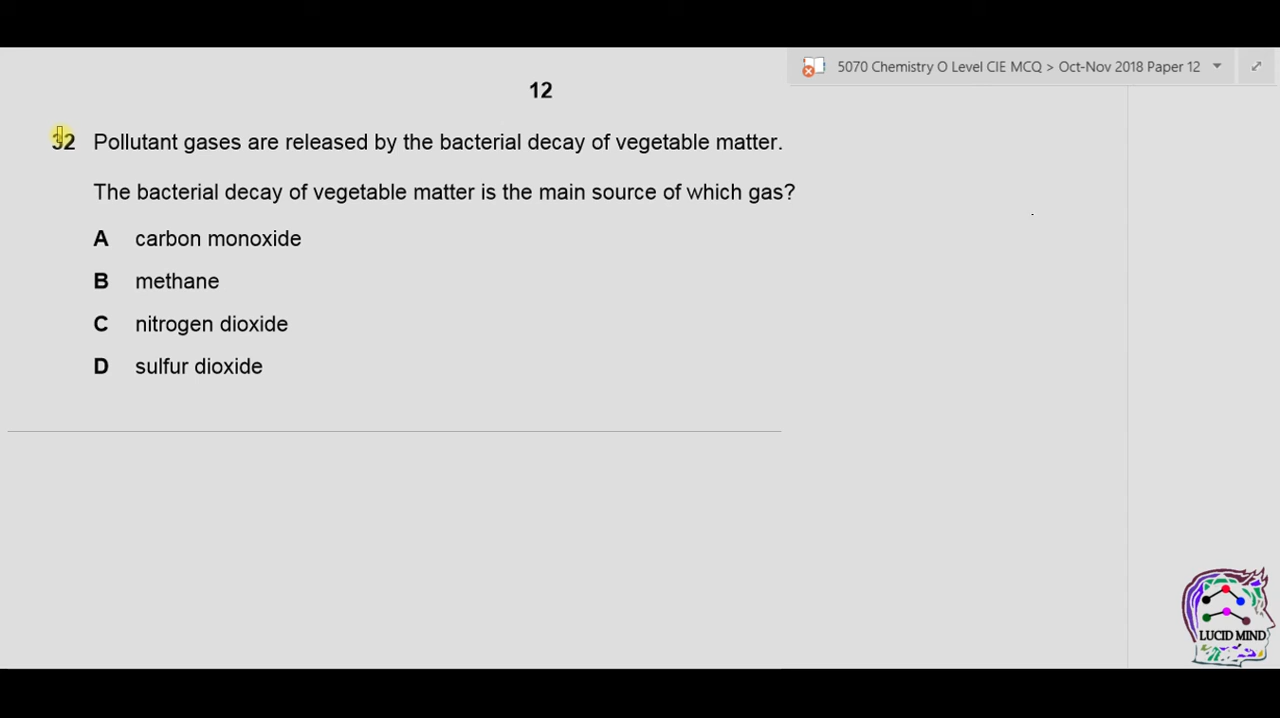 5070 Chemistry O Level CIE MCQ > Oct-Nov 2018 Paper 12
12
32 Pollutant gases are released by the bacterial decay of vegetable matter.
The bacterial decay of vegetable matter is the main source of which gas?
A carbon monoxide
B methane
C nitrogen dioxide
D sulfur dioxide
LUCID MIND